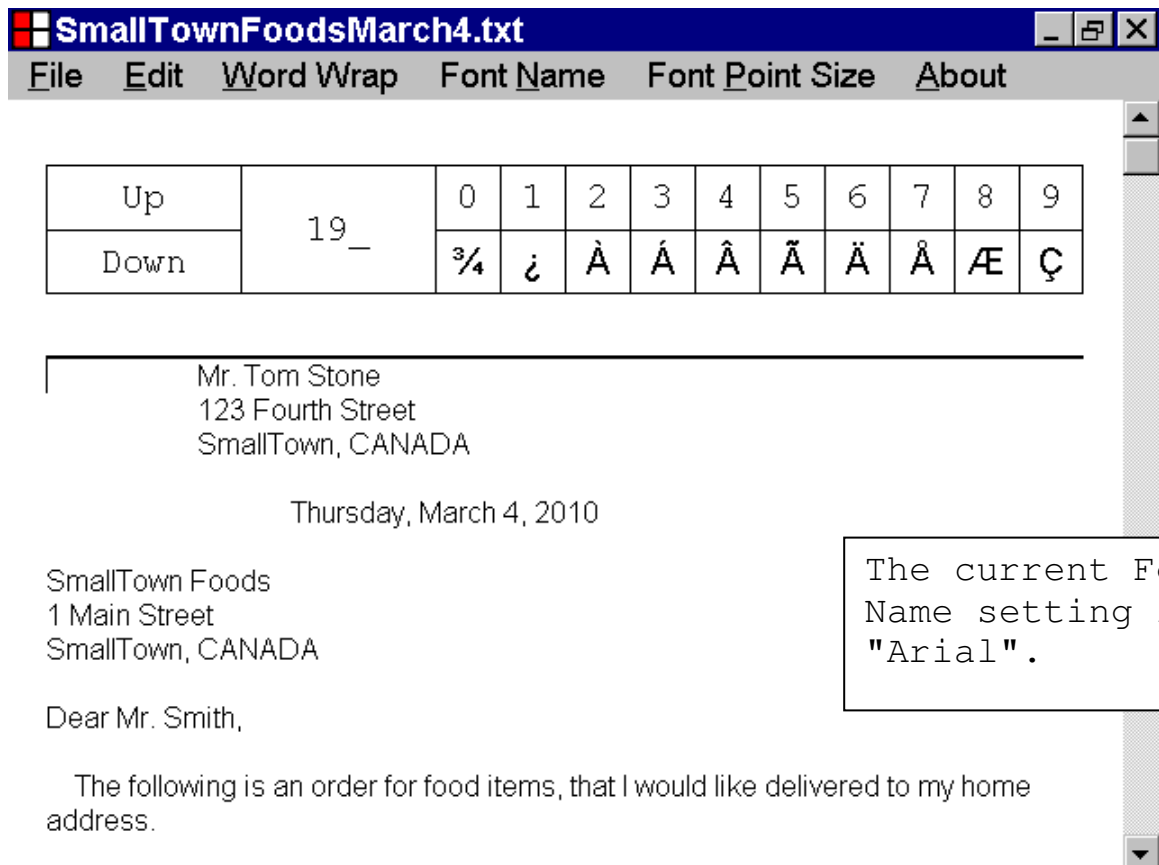 SmallTownFoodsMarch4.txt
File Edit Word Wrap Font Name Font Point Size About
Up 19_ 0 1 2 3 4 5 6 7 8 9
Down ¾ ¿ À Á Â Ã Ä Å Æ Ç
Mr. Tom Stone
123 Fourth Street
SmallTown, CANADA
Thursday, March 4, 2010
SmallTown Foods
1 Main Street
SmallTown, CANADA
Dear Mr. Smith,
The following is an order for food items, that I would like delivered to my home
address.
The current
Name setting
"Arial".